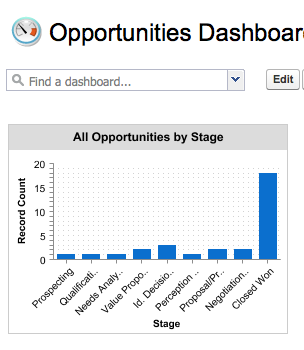 Opportunities Dashboar
Find a dashboard...
Edit
All Opportunities by Stage
Record Count
20
15
10
5
0
Prospecting
Qualificati..
Needs Analy..
Value Propo..
Id. Decisio..
Perception ..
Proposal/Pr..
Negotiation..
Closed Won
Stage